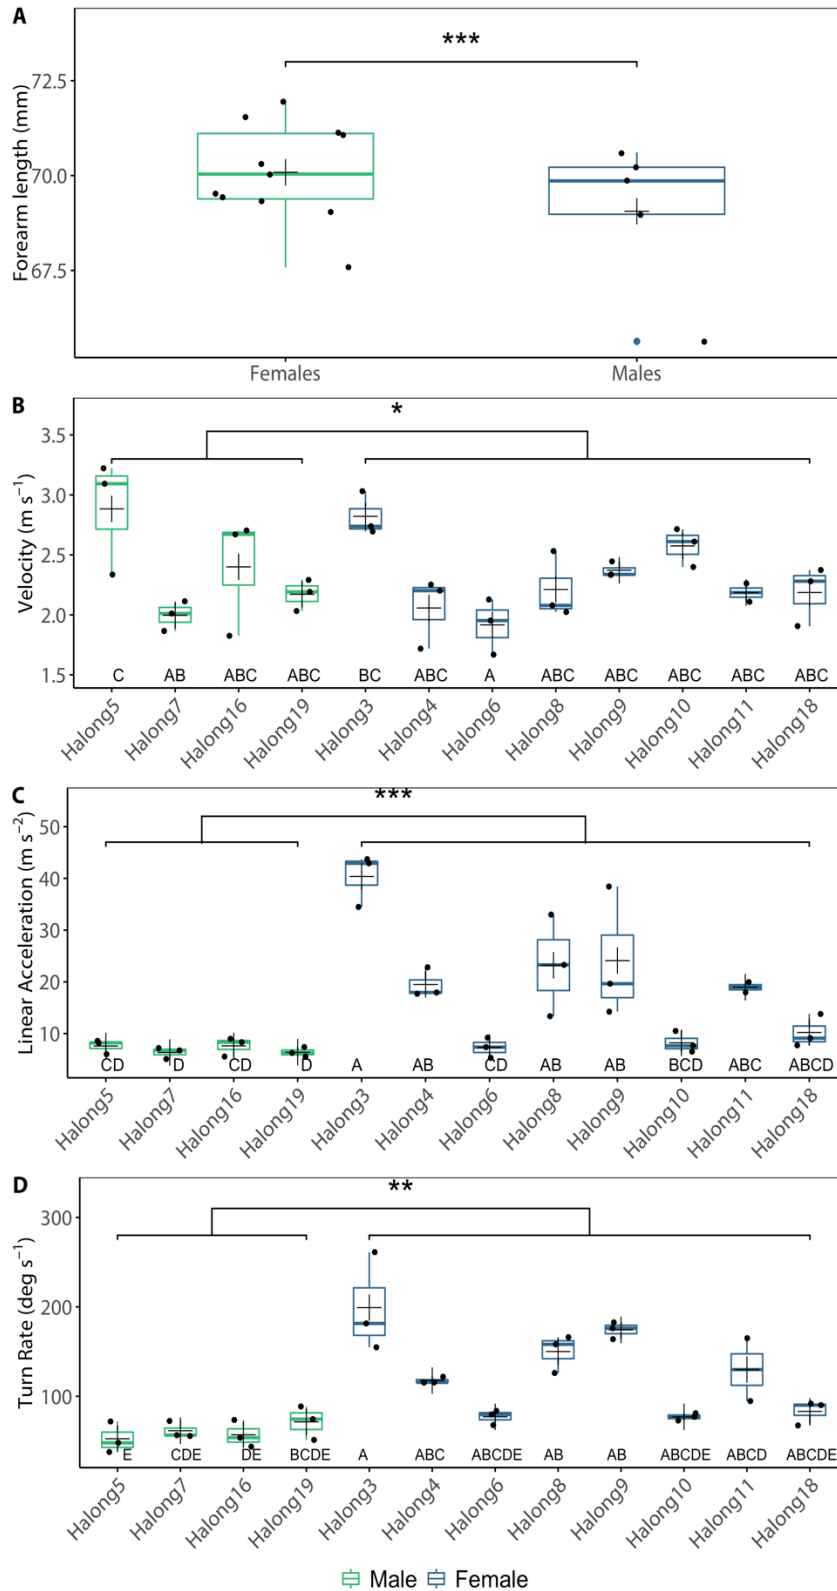 A
***
Forearm length (mm)
72.5
70.0
67.5
Females Males
B
*
Velocity (m s⁻¹)
3.5
3.0
2.5
2.0
1.5
C AB ABC ABC BC ABC A ABC ABC ABC ABC ABC
Halong5 Halong7 Halong16 Halong19 Halong3 Halong4 Halong6 Halong8 Halong9 Halong10 Halong11 Halong18
C
***
Linear Acceleration (m s⁻²)
50
40
30
20
10
CD D CD D A AB CD AB AB BCD ABC ABCD
Halong5 Halong7 Halong16 Halong19 Halong3 Halong4 Halong6 Halong8 Halong9 Halong10 Halong11 Halong18
D
**
Turn Rate (deg s⁻¹)
300
200
100
E CDE DE BCDE A ABC ABCDE AB AB ABCDE ABCD ABCDE
Halong5 Halong7 Halong16 Halong19 Halong3 Halong4 Halong6 Halong8 Halong9 Halong10 Halong11 Halong18
Male Female